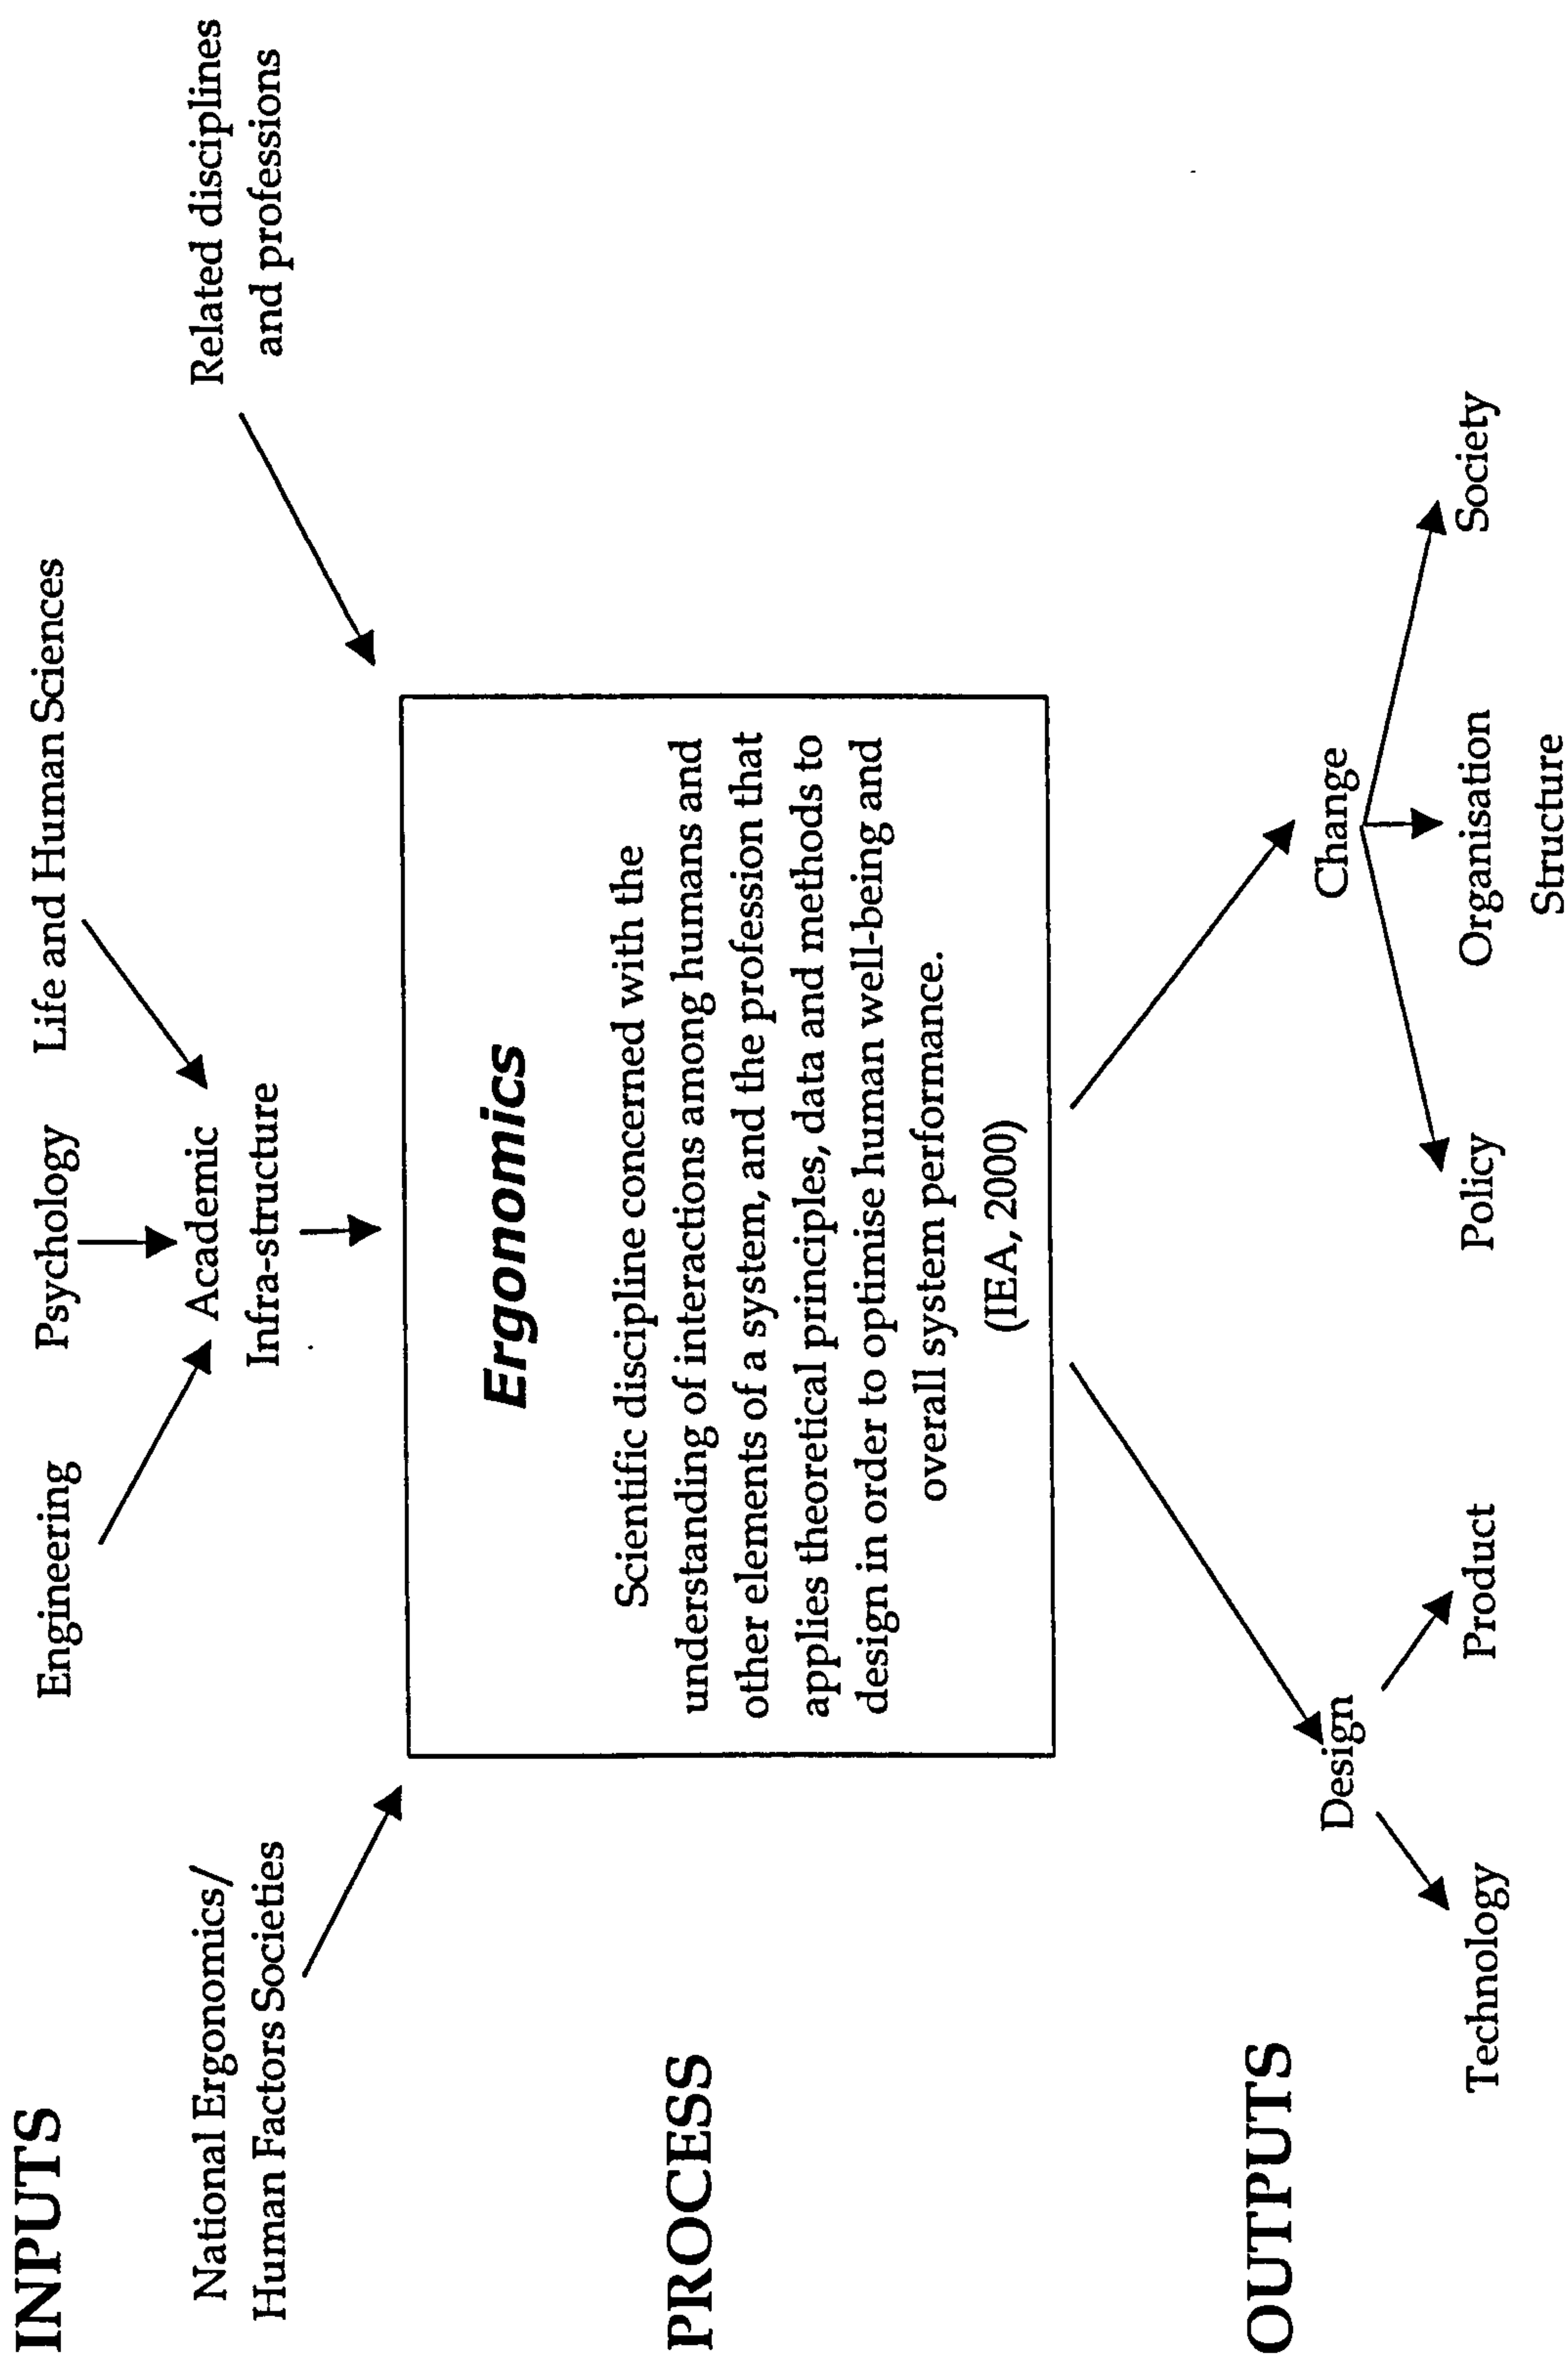 INPUTS
Engineering
Psychology
Life and Human Sciences
National Ergonomics/
Human Factors Societies
Academic
Infra-structure
Related disciplines
and professions
PROCESS
Ergonomics
Scientific discipline concerned with the
understanding of interactions among humans and
other elements of a system, and the profession that
applies theoretical principles, data and methods to
design in order to optimise human well-being and
overall system performance.
(IEA, 2000)
OUTPUTS
Design
Change
Technology
Product
Policy
Organisation
Structure
Society